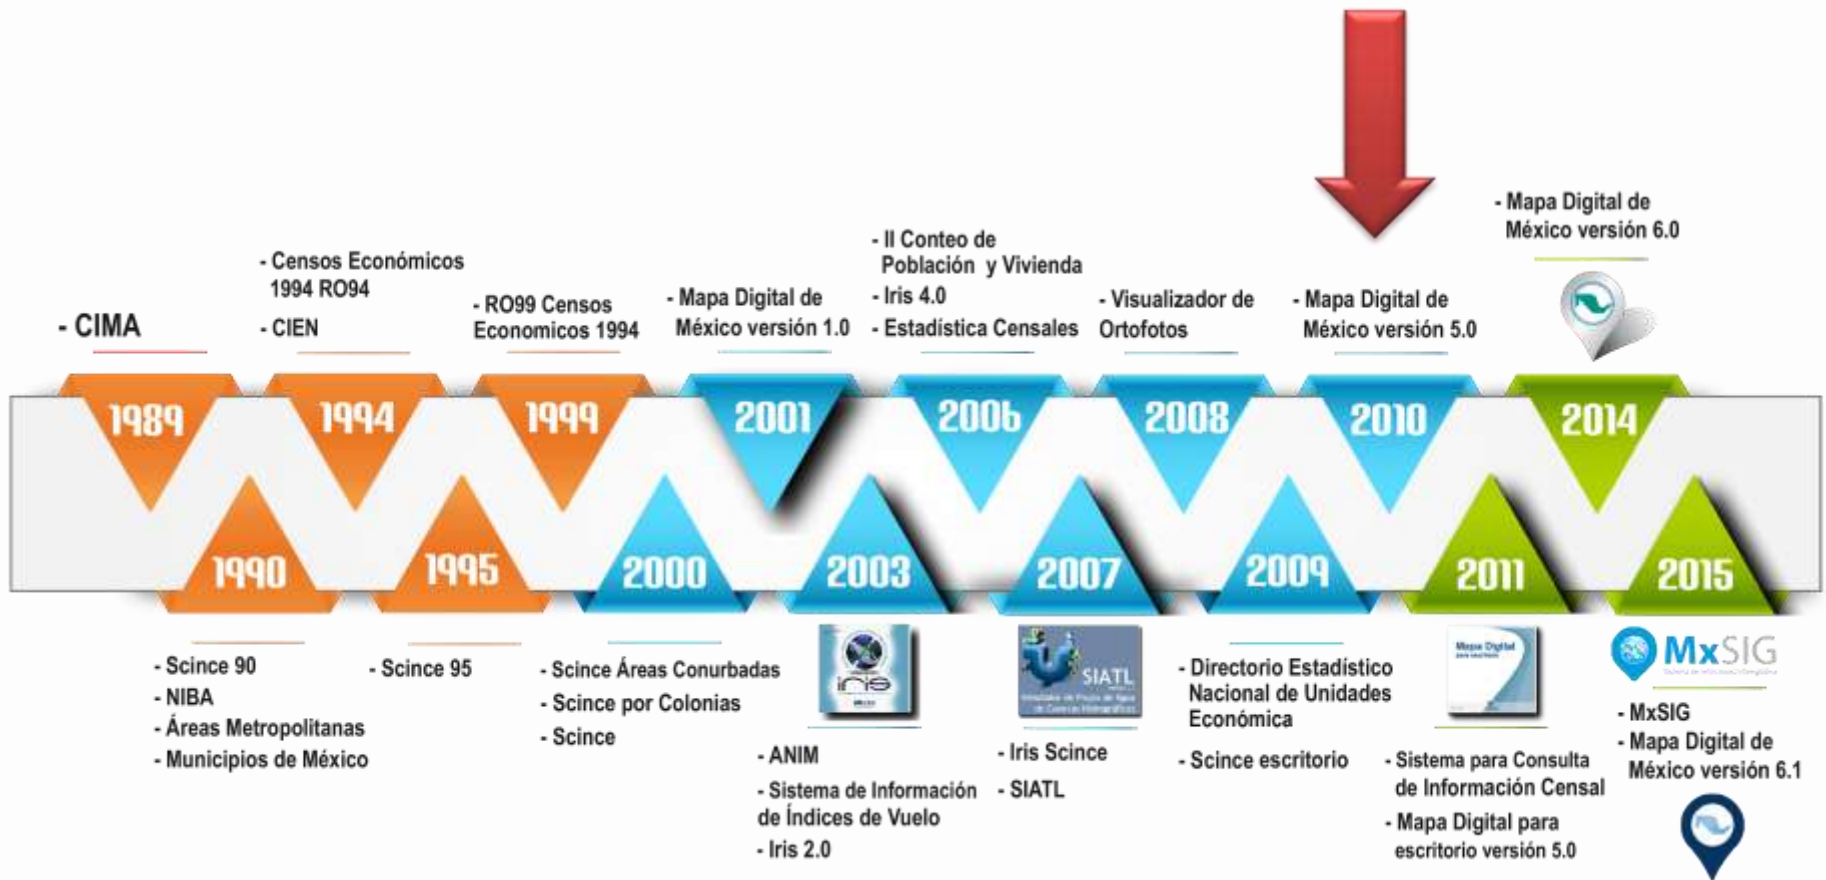 - CIMA
- Censos Económicos
1994 RO94
- CIEN
- RO99 Censos
Economicos 1994
- Mapa Digital de
México versión 1.0
- II Conteo de
Población y Vivienda
- Iris 4.0
- Estadística Censales
- Visualizador de
Ortofotos
- Mapa Digital de
México versión 5.0
- Mapa Digital de
México versión 6.0
1989
1994
1999
2001
2006
2008
2010
2014
1990
1995
2000
2003
2007
2009
2011
2015
- Scince 90
- NIBA
- Áreas Metropolitanas
- Municipios de México
- Scince 95
- Scince Áreas Conurbadas
- Scince por Colonias
- Scince
iris
- ANIM
- Sistema de Información
de Índices de Vuelo
- Iris 2.0
SIATL
- Iris Scince
- SIATL
- Directorio Estadístico
Nacional de Unidades
Económica
- Scince escritorio
Mapa Digital
- Sistema para Consulta
de Información Censal
- Mapa Digital para
escritorio versión 5.0
MxSIG
- MxSIG
- Mapa Digital de
México versión 6.1